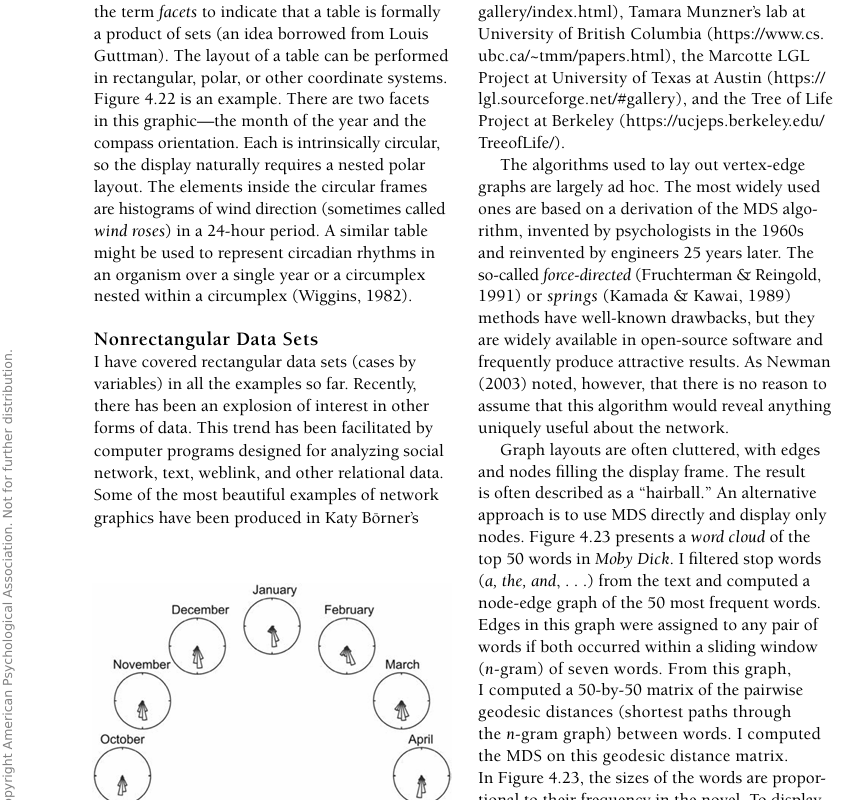 the term facets to indicate that a table is formally
a product of sets (an idea borrowed from Louis
Guttman). The layout of a table can be performed
in rectangular, polar, or other coordinate systems.
Figure 4.22 is an example. There are two facets
in this graphic—the month of the year and the
compass orientation. Each is intrinsically circular,
so the display naturally requires a nested polar
layout. The elements inside the circular frames
are histograms of wind direction (sometimes called
wind roses) in a 24-hour period. A similar table
might be used to represent circadian rhythms in
an organism over a single year or a circumplex
nested within a circumplex (Wiggins, 1982).
Nonrectangular Data Sets
I have covered rectangular data sets (cases by
variables) in all the examples so far. Recently,
there has been an explosion of interest in other
forms of data. This trend has been facilitated by
computer programs designed for analyzing social
network, text, weblink, and other relational data.
Some of the most beautiful examples of network
graphics have been produced in Katy Börner's
January
December
February
November
March
October
April
gallery/index.html), Tamara Munzner's lab at
University of British Columbia (https://www.cs.
ubc.ca/~tmm/papers.html), the Marcotte LGL
Project at University of Texas at Austin (https://
lgl.sourceforge.net/#gallery), and the Tree of Life
Project at Berkeley (https://ucjeps.berkeley.edu/
TreeofLife/).
The algorithms used to lay out vertex-edge
graphs are largely ad hoc. The most widely used
ones are based on a derivation of the MDS algo-
rithm, invented by psychologists in the 1960s
and reinvented by engineers 25 years later. The
so-called force-directed (Fruchterman & Reingold,
1991) or springs (Kamada & Kawai, 1989)
methods have well-known drawbacks, but they
are widely available in open-source software and
frequently produce attractive results. As Newman
(2003) noted, however, that there is no reason to
assume that this algorithm would reveal anything
uniquely useful about the network.
Graph layouts are often cluttered, with edges
and nodes filling the display frame. The result
is often described as a “hairball.” An alternative
approach is to use MDS directly and display only
nodes. Figure 4.23 presents a word cloud of the
top 50 words in Moby Dick. I filtered stop words
(a, the, and, . . .) from the text and computed a
node-edge graph of the 50 most frequent words.
Edges in this graph were assigned to any pair of
words if both occurred within a sliding window
(n-gram) of seven words. From this graph,
I computed a 50-by-50 matrix of the pairwise
geodesic distances (shortest paths through
the n-gram graph) between words. I computed
the MDS on this geodesic distance matrix.
In Figure 4.23, the sizes of the words are propor-
tional to their frequency in the novel. To display
opyright American Psychological Association. Not for further distribution.